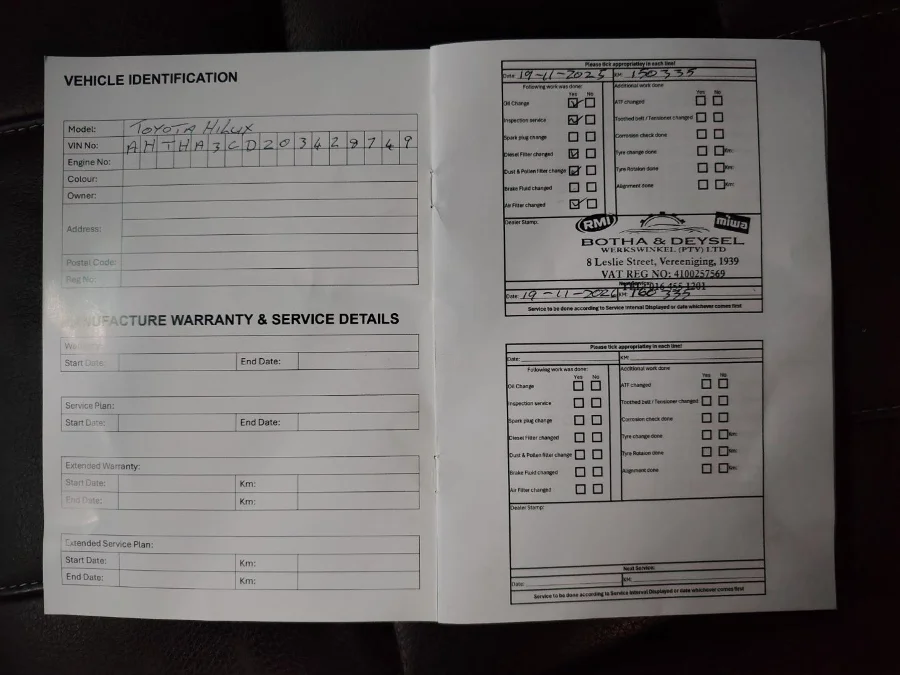 VEHICLE IDENTIFICATION
Model: TOYOTA HILUX
VIN No: AHTHA3CD203428749
Engine No:
Colour:
Owner:
Address:
Postal Code:
Reg No:
MANUFACTURE WARRANTY & SERVICE DETAILS
Start Date: End Date:
Service Plan:
Start Date: End Date:
Extended Warranty:
Start Date: Km:
End Date: Km:
Extended Service Plan:
Start Date: Km:
End Date: Km:
Please tick appropriatley in each line!
Date: 19-11-2025 KM: 150335
Following work was done:
Yes No
Oil Change
Inspection service
Spark plug change
Diesel Filter changed
Dust & Pollen filter change
Brake Fluid changed
Air Filter changed
Additional work done
Yes No
ATF changed
Toothed belt / Tensioner changed
Corrosion check done
Tyre change done Km:
Tyre Rotation done Km:
Alignment done Km:
Dealer Stamp:
RMI
miwa
BOTHA & DEYSEL
WERKSWINKEL (PTY) LTD
8 Leslie Street, Vereeniging, 1939
VAT REG NO: 4100257569
016 455 1201
Date: 19-11-2026 KM: 160335
Service to be done according to Service Interval Displayed or date whichever comes first
Please tick appropriatley in each line!
Date: KM:
Following work was done:
Yes No
Oil Change
Inspection service
Spark plug change
Diesel Filter changed
Dust & Pollen filter change
Brake Fluid changed
Air Filter changed
Additional work done
Yes No
ATF changed
Toothed belt / Tensioner changed
Corrosion check done
Tyre change done Km:
Tyre Rotation done Km:
Alignment done Km:
Dealer Stamp:
Next Service:
Date: KM:
Service to be done according to Service Interval Displayed or date whichever comes first